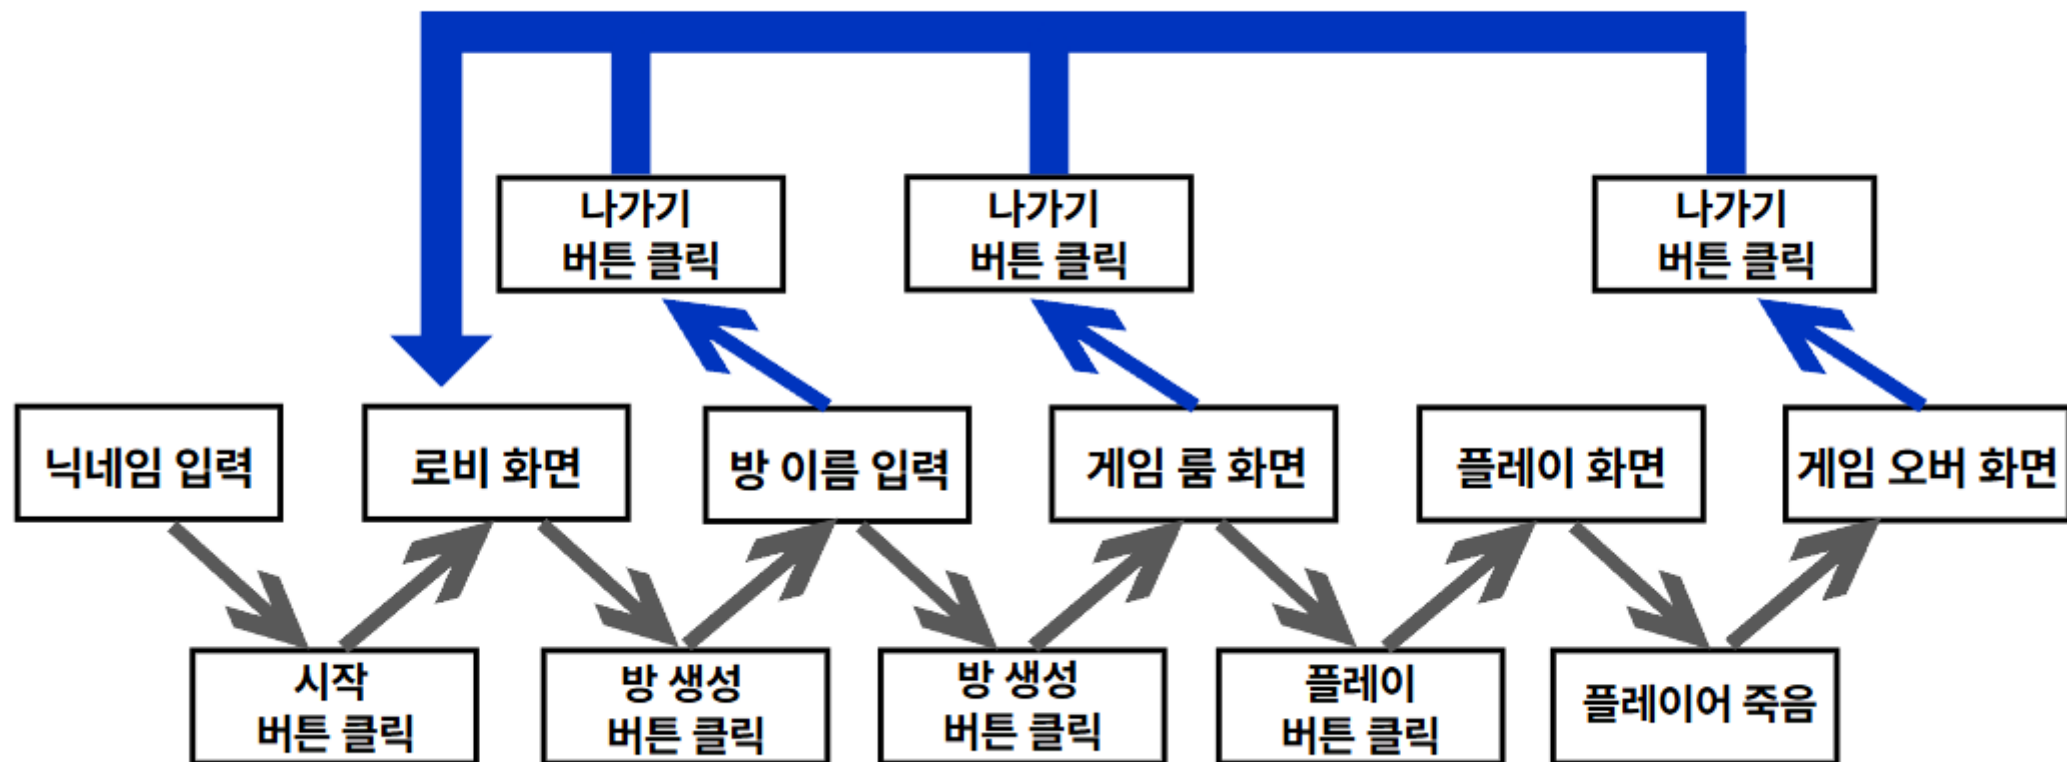 나가기
버튼 클릭
나가기
버튼 클릭
나가기
버튼 클릭
닉네임 입력
로비 화면
방 이름 입력
게임 룸 화면
플레이 화면
게임 오버 화면
시작
버튼 클릭
방 생성
버튼 클릭
방 생성
버튼 클릭
플레이
버튼 클릭
플레이어 죽음